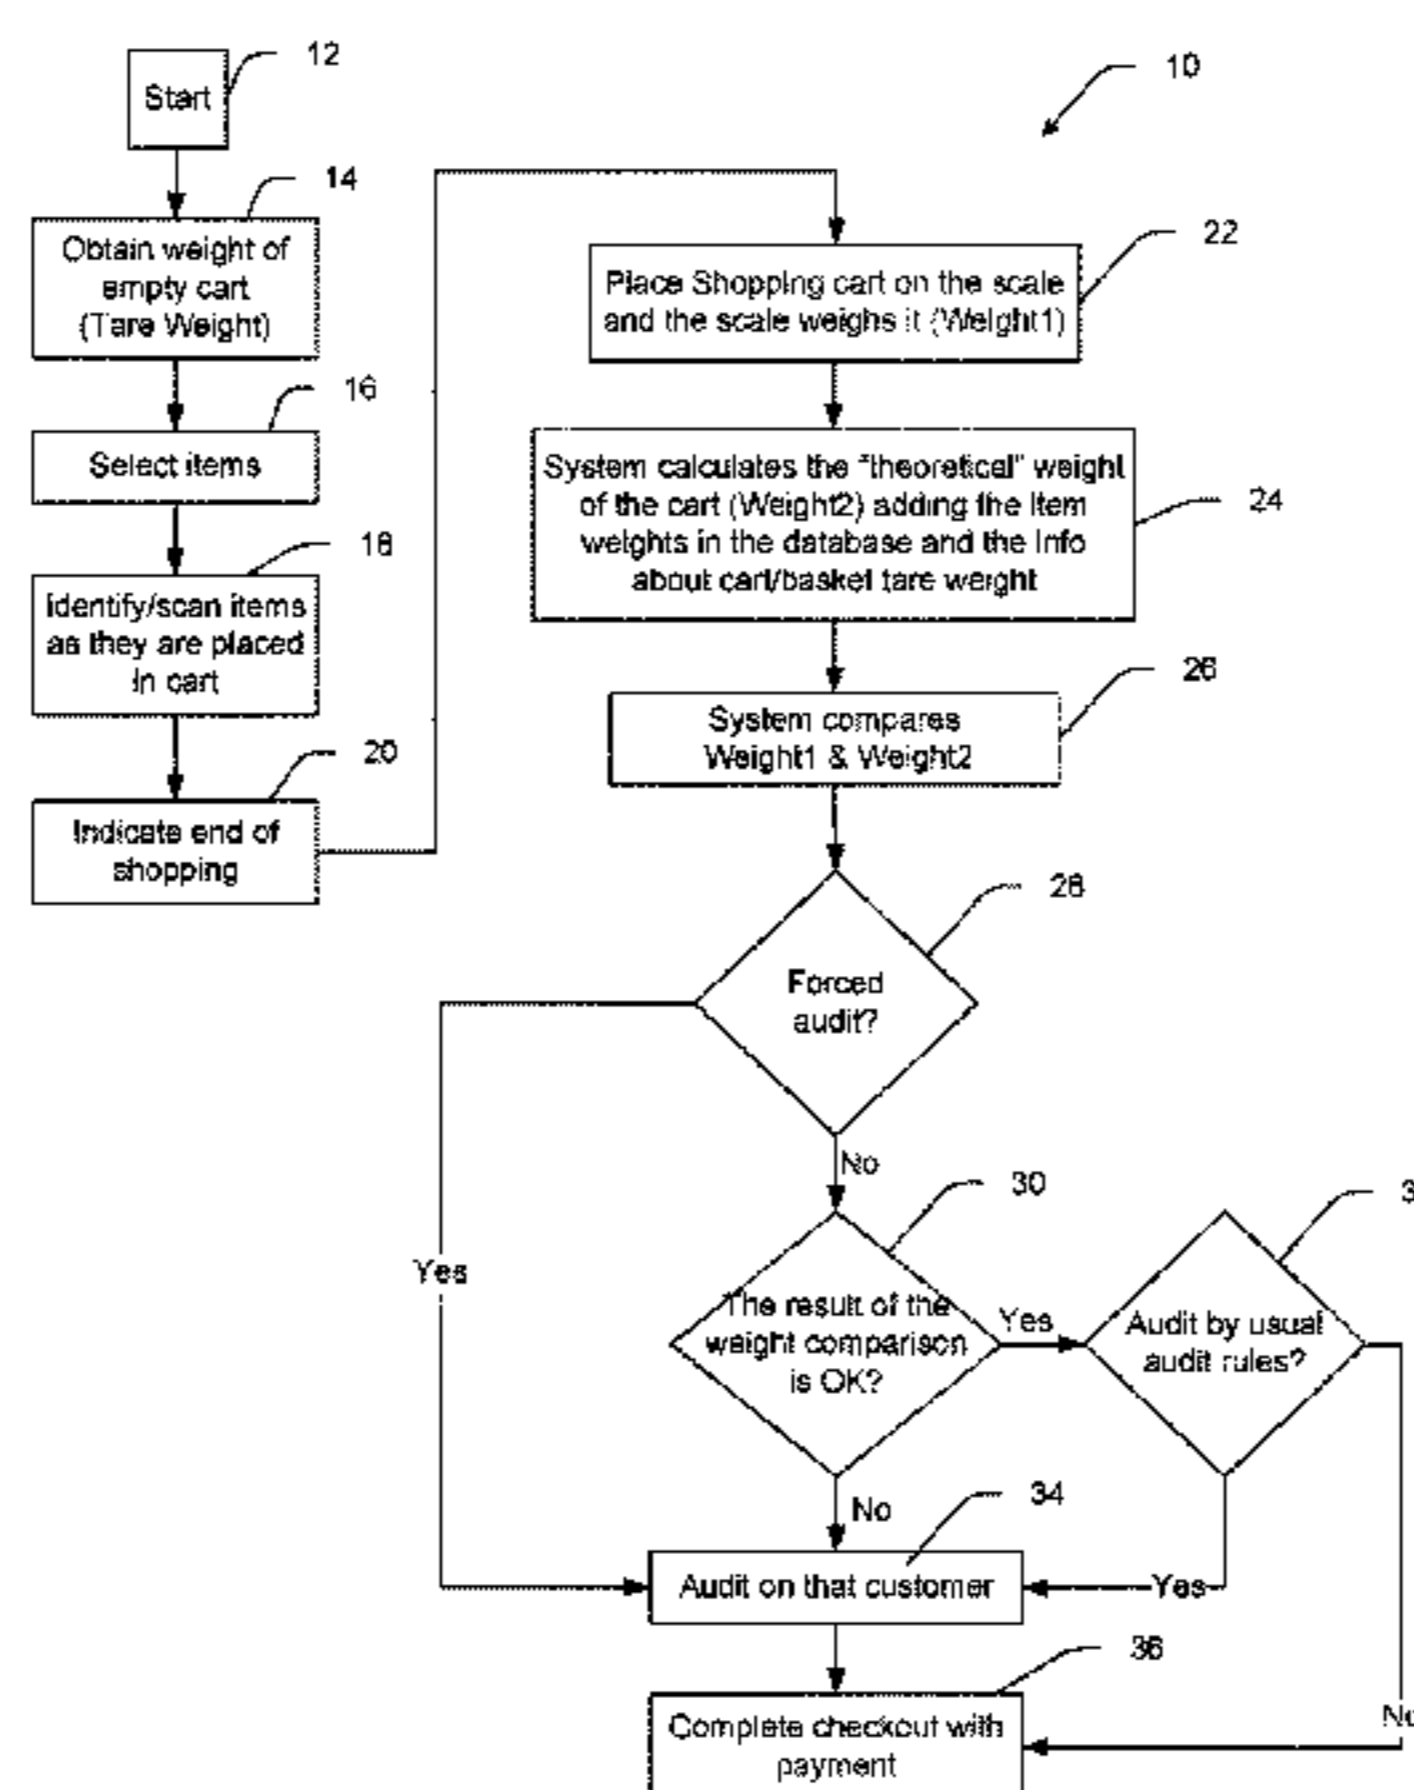 12
Start
14
Obtain weight of
empty cart
(Tare Weight)
16
Select items
18
Identify/scan items
as they are placed
in cart
20
Indicate end of
shopping
10
22
Place Shopping cart on the scale
and the scale weighs it (Weight1)
24
System calculates the "theoretical" weight
of the cart (Weight2) adding the item
weights in the database and the info
about cart/basket tare weight
26
System compares
Weight1 & Weight2
28
Forced
audit?
No
Yes
30
The result of the
weight comparison
is OK?
Yes
3
Audit by usual
audit rules?
No
34
Audit on that customer
Yes
36
Complete checkout with
payment
No